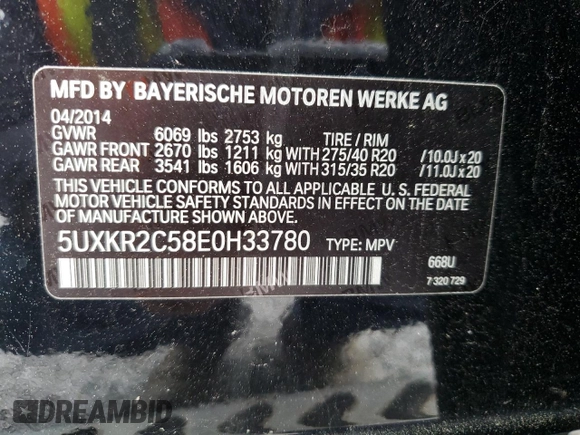 MFD BY BAYERISCHE MOTOREN WERKE AG
04/2014
GVWR 6069 lbs 2753 kg TIRE / RIM
GAWR FRONT 2670 lbs 1211 kg WITH 275/40 R20 /10.0J x 20
GAWR REAR 3541 lbs 1606 kg WITH 315/35 R20 /11.0J x 20
THIS VEHICLE CONFORMS TO ALL APPLICABLE U. S. FEDERAL
MOTOR VEHICLE SAFETY STANDARDS IN EFFECT ON THE
DATE OF MANUFACTURE SHOWN ABOVE.
5UXKR2C58E0H33780 TYPE: MPV
668U
7 320 729
DREAMBID